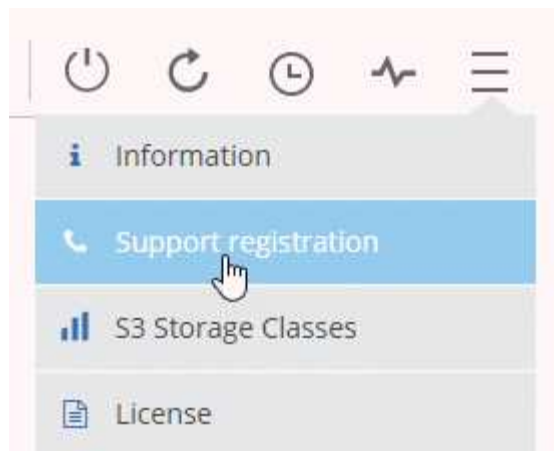 Information
Support registration
S3 Storage Classes
License